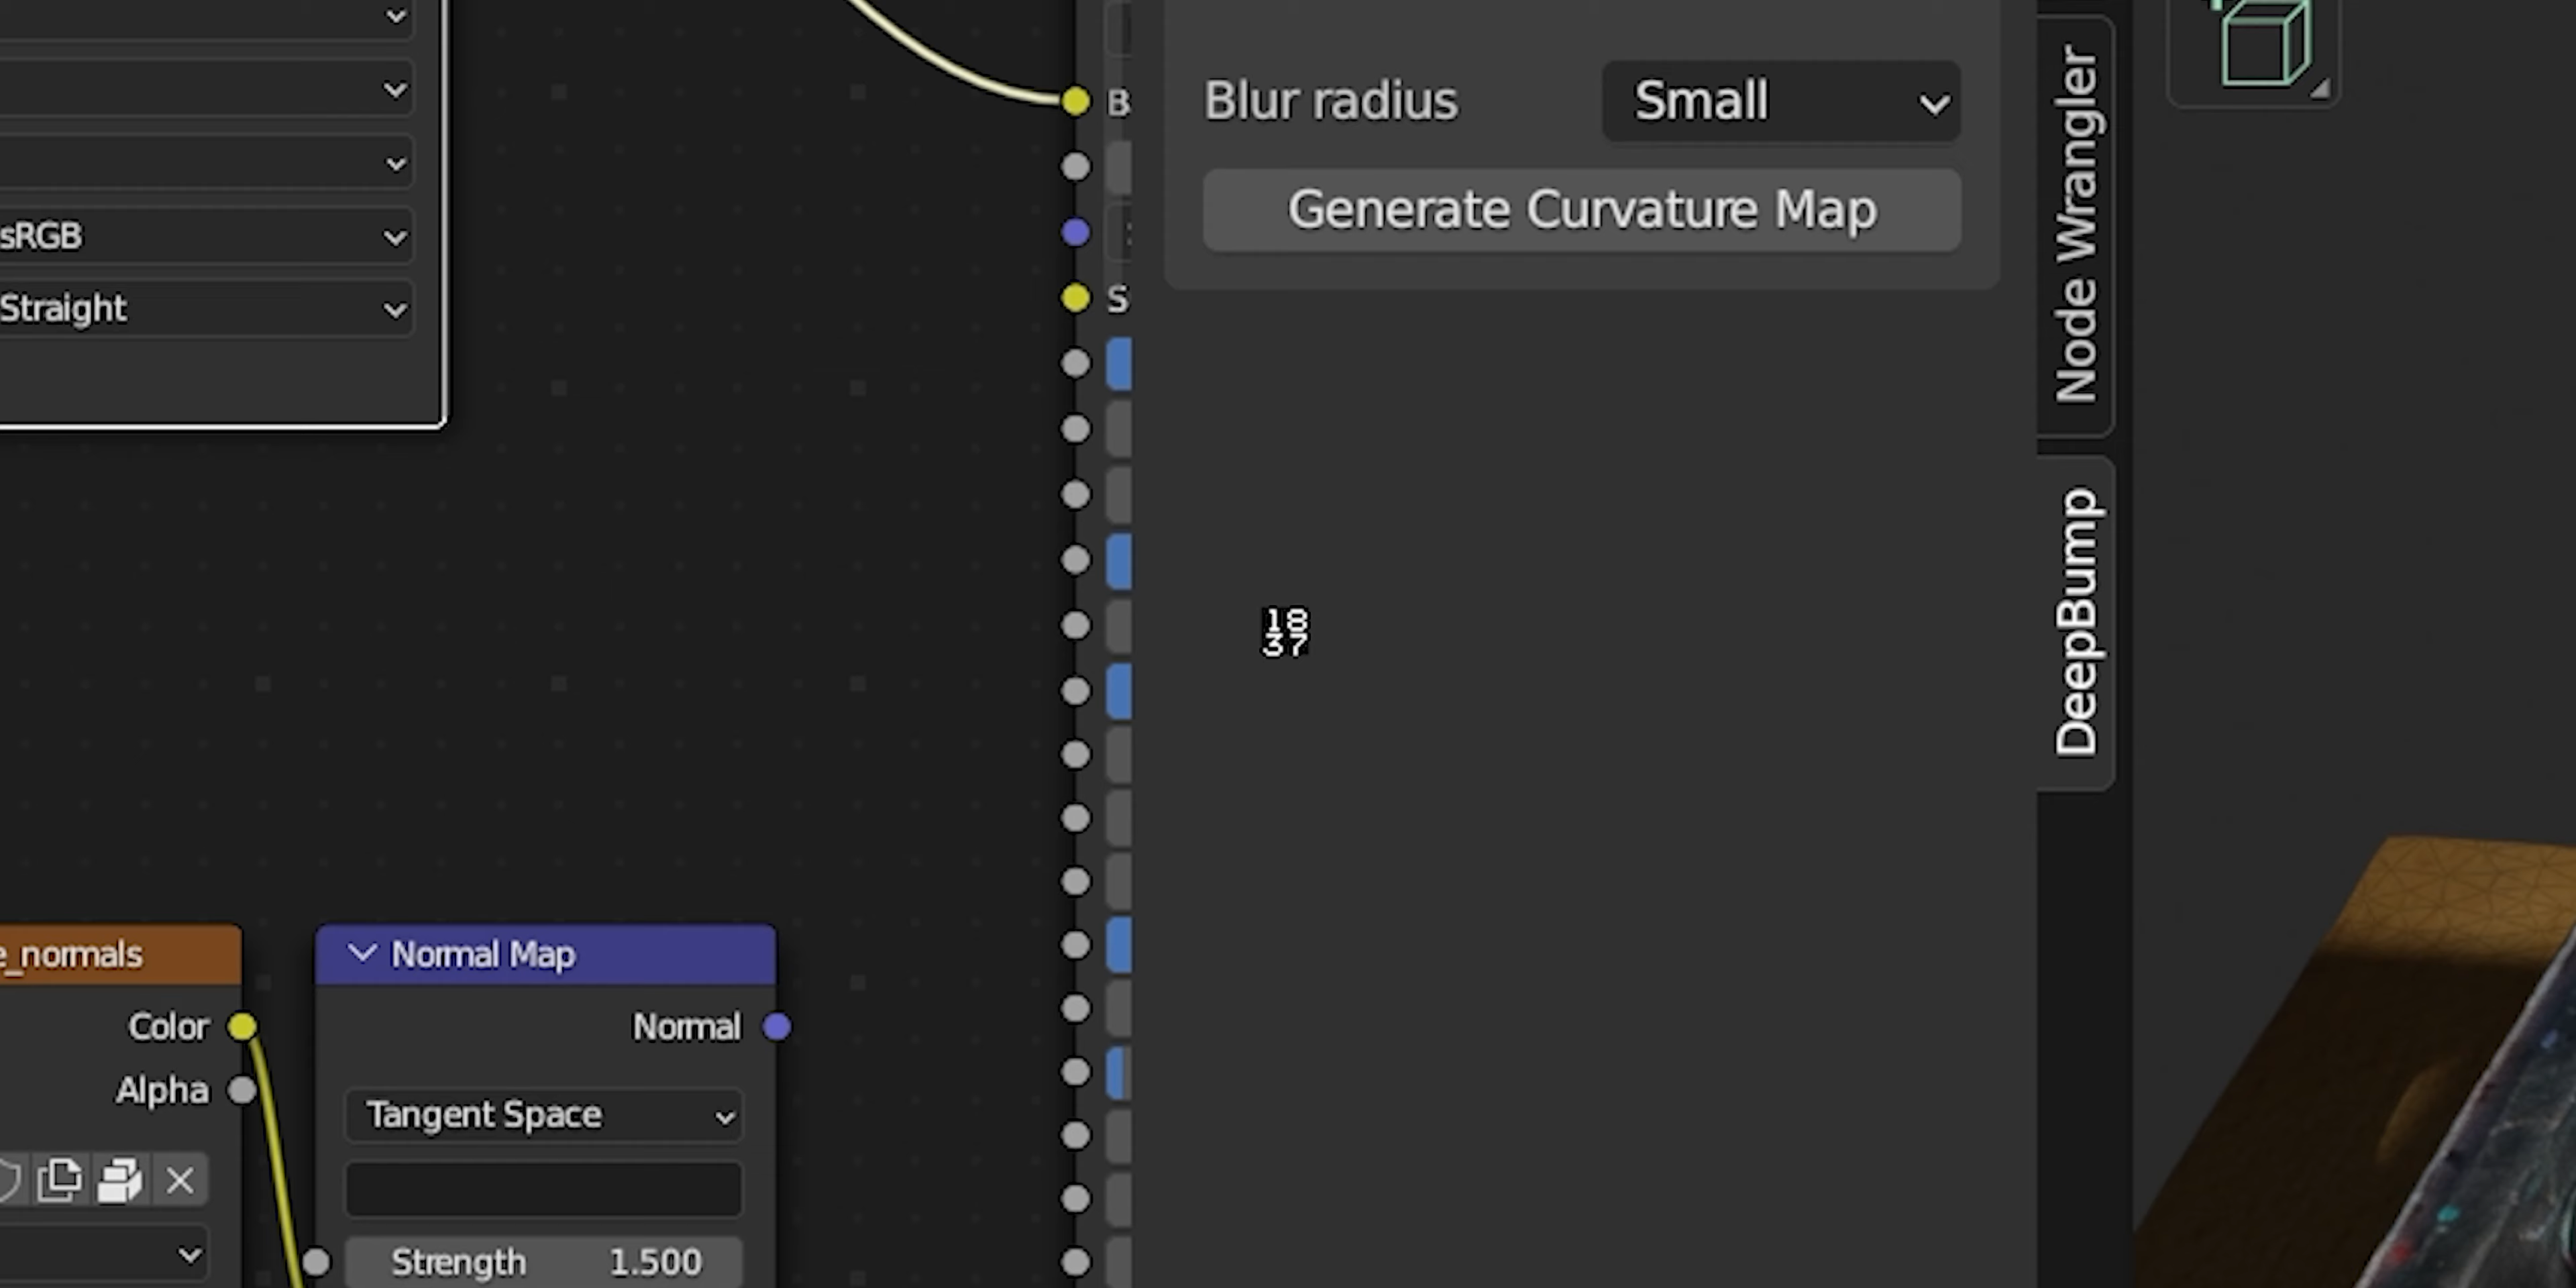 sRGB
Straight
B
S
Blur radius
Small
Generate Curvature Map
Node Wrangler
DeepBump
18
37
e_normals
Color
Alpha
Normal Map
Normal
Tangent Space
Strength 1.500